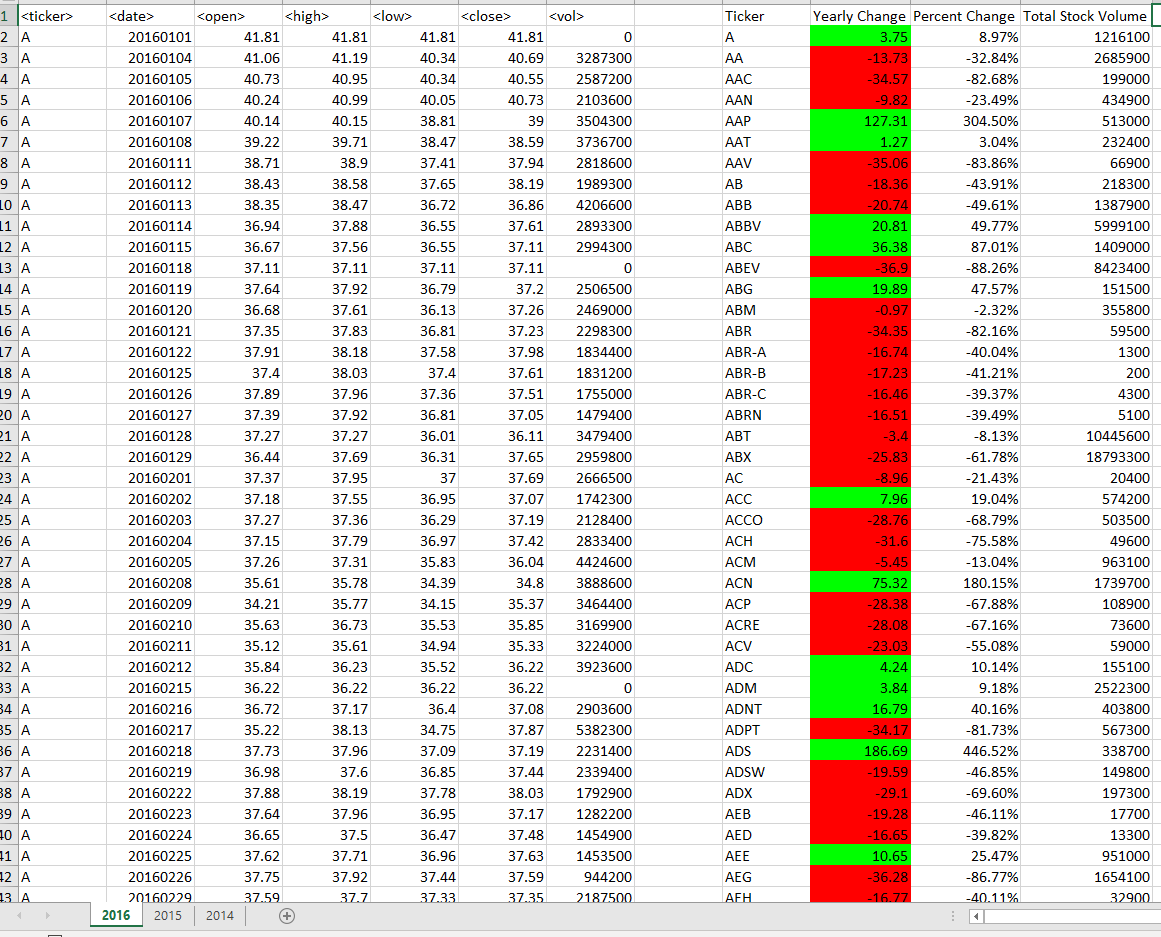 1 <ticker> <date> <open> <high> <low> <close> <vol> Ticker Yearly Change Percent Change Total Stock Volume
2 A 20160101 41.81 41.81 41.81 41.81 0 A 3.75 8.97% 1216100
3 A 20160104 41.06 41.19 40.34 40.69 3287300 AA -13.73 -32.84% 2685900
4 A 20160105 40.73 40.95 40.34 40.55 2587200 AAC -34.57 -82.68% 199000
5 A 20160106 40.24 40.99 40.05 40.73 2103600 AAN -9.82 -23.49% 434900
6 A 20160107 40.14 40.15 38.81 39 3504300 AAP 127.31 304.50% 513000
7 A 20160108 39.22 39.71 38.47 38.59 3736700 AAT 1.27 3.04% 232400
8 A 20160111 38.71 38.9 37.41 37.94 2818600 AAV -35.06 -83.86% 66900
9 A 20160112 38.43 38.58 37.65 38.19 1989300 AB -18.36 -43.91% 218300
10 A 20160113 38.35 38.47 36.72 36.86 4206600 ABB -20.74 -49.61% 1387900
11 A 20160114 36.94 37.88 36.55 37.61 2893300 ABBV 20.81 49.77% 5999100
12 A 20160115 36.67 37.56 36.55 37.11 2994300 ABC 36.38 87.01% 1409000
13 A 20160118 37.11 37.11 37.11 37.11 0 ABEV -36.9 -88.26% 8423400
14 A 20160119 37.64 37.92 36.79 37.2 2506500 ABG 19.89 47.57% 151500
15 A 20160120 36.68 37.61 36.13 37.26 2469000 ABM -0.97 -2.32% 355800
16 A 20160121 37.35 37.83 36.81 37.23 2298300 ABR -34.35 -82.16% 59500
17 A 20160122 37.91 38.18 37.58 37.98 1834400 ABR-A -16.74 -40.04% 1300
18 A 20160125 37.4 38.03 37.4 37.61 1831200 ABR-B -17.23 -41.21% 200
19 A 20160126 37.89 37.96 37.36 37.51 1755000 ABR-C -16.46 -39.37% 4300
20 A 20160127 37.39 37.92 36.81 37.05 1479400 ABRN -16.51 -39.49% 5100
21 A 20160128 37.27 37.27 36.01 36.11 3479400 ABT -3.4 -8.13% 10445600
22 A 20160129 36.44 37.69 36.31 37.65 2959800 ABX -25.83 -61.78% 18793300
23 A 20160201 37.37 37.95 37 37.69 2666500 AC -8.96 -21.43% 20400
24 A 20160202 37.18 37.55 36.95 37.07 1742300 ACC 7.96 19.04% 574200
25 A 20160203 37.27 37.36 36.29 37.19 2128400 ACCO -28.76 -68.79% 503500
26 A 20160204 37.15 37.79 36.97 37.42 2833400 ACH -31.6 -75.58% 49600
27 A 20160205 37.26 37.31 35.83 36.04 4424600 ACM -5.45 -13.04% 963100
28 A 20160208 35.61 35.78 34.39 34.8 3888600 ACN 75.32 180.15% 1739700
29 A 20160209 34.21 35.77 34.15 35.37 3464400 ACP -28.38 -67.88% 108900
30 A 20160210 35.63 36.73 35.53 35.85 3169900 ACRE -28.08 -67.16% 73600
31 A 20160211 35.12 35.61 34.94 35.33 3224000 ACV -23.03 -55.08% 59000
32 A 20160212 35.84 36.23 35.52 36.22 3923600 ADC 4.24 10.14% 155100
33 A 20160215 36.22 36.22 36.22 36.22 0 ADM 3.84 9.18% 2522300
34 A 20160216 36.72 37.17 36.4 37.08 2903600 ADNT 16.79 40.16% 403800
35 A 20160217 35.22 38.13 34.75 37.87 5382300 ADPT -34.17 -81.73% 567300
36 A 20160218 37.73 37.96 37.09 37.19 2231400 ADS 186.69 446.52% 338700
37 A 20160219 36.98 37.6 36.85 37.44 2339400 ADSW -19.59 -46.85% 149800
38 A 20160222 37.88 38.19 37.78 38.03 1792900 ADX -29.1 -69.60% 197300
39 A 20160223 37.64 37.96 36.95 37.17 1282200 AEB -19.28 -46.11% 17700
40 A 20160224 36.65 37.5 36.47 37.48 1454900 AED -16.65 -39.82% 13300
41 A 20160225 37.62 37.71 36.96 37.63 1453500 AEE 10.65 25.47% 951000
42 A 20160226 37.75 37.92 37.44 37.59 944200 AEG -36.28 -86.77% 1654100
43 A 20160229 37.59 37.7 37.33 37.35 2187500 AEH -16.77 -40.11% 32900
2016 2015 2014